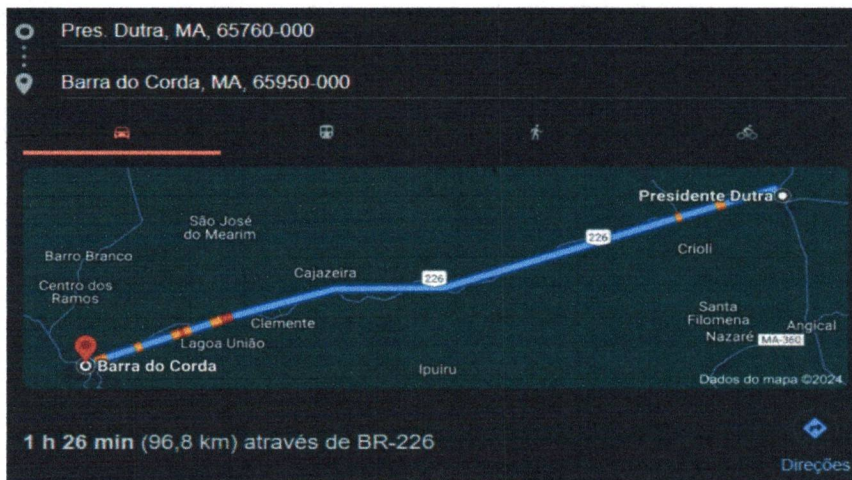 Pres. Dutra, MA, 65760-000
Barra do Corda, MA, 65950-000
Presidente Dutra
São José
do Mearim
226
Crioli
Barro Branco
Cajazeira
226
Centro dos
Ramos
Clemente
Santa
Filomena
Angical
Lagoa União
Nazaré
MA-360
Barra do Corda
Ipuiru
Dados do mapa ©2024
1 h 26 min (96,8 km) através de BR-226
Direções